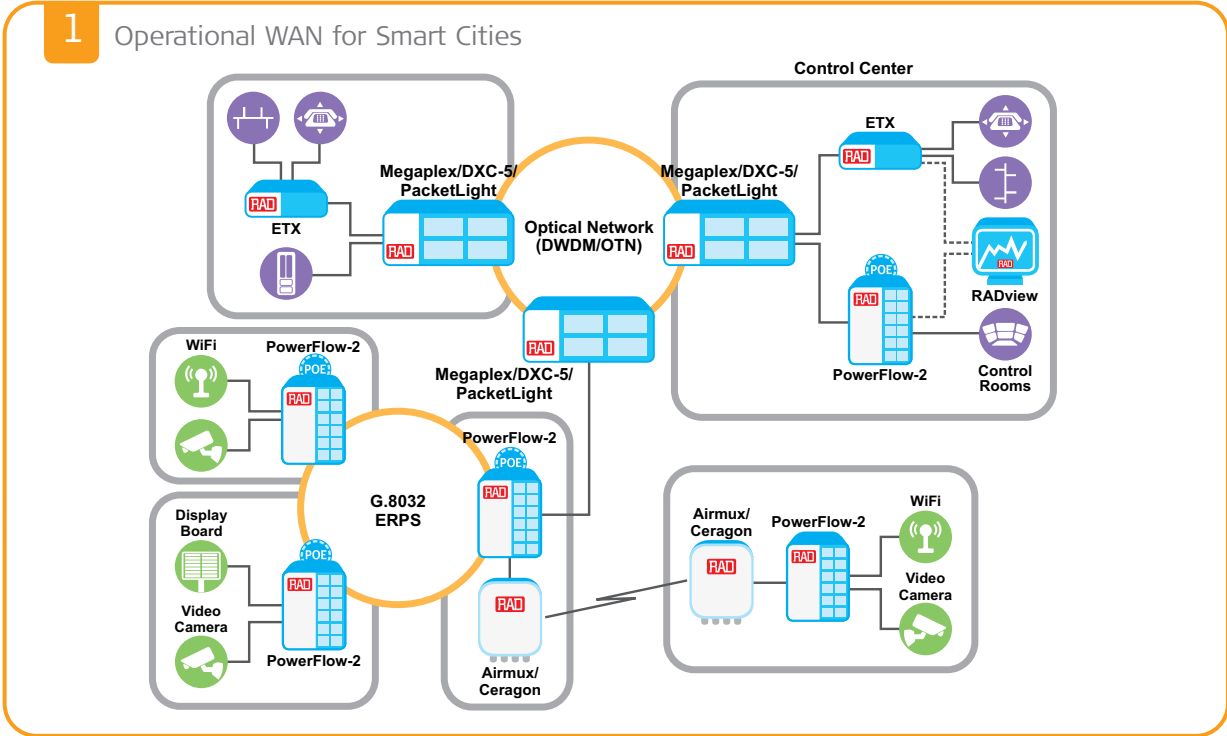 1
Operational WAN for Smart Cities
Control Center
ETX
RAD
Megaplex/DXC-5/
PacketLight
RAD
ETX
RAD
Optical Network
(DWDM/OTN)
Megaplex/DXC-5/
PacketLight
RAD
RAD
RADview
POE
RAD
PowerFlow-2
Control
Rooms
RAD
Megaplex/DXC-5/
PacketLight
WiFi
PowerFlow-2
POE
RAD
PowerFlow-2
POE
RAD
G.8032
ERPS
Display
Board
POE
RAD
Video
Camera
PowerFlow-2
RAD
Airmux/
Ceragon
Airmux/
Ceragon
RAD
PowerFlow-2
RAD
WiFi
Video
Camera